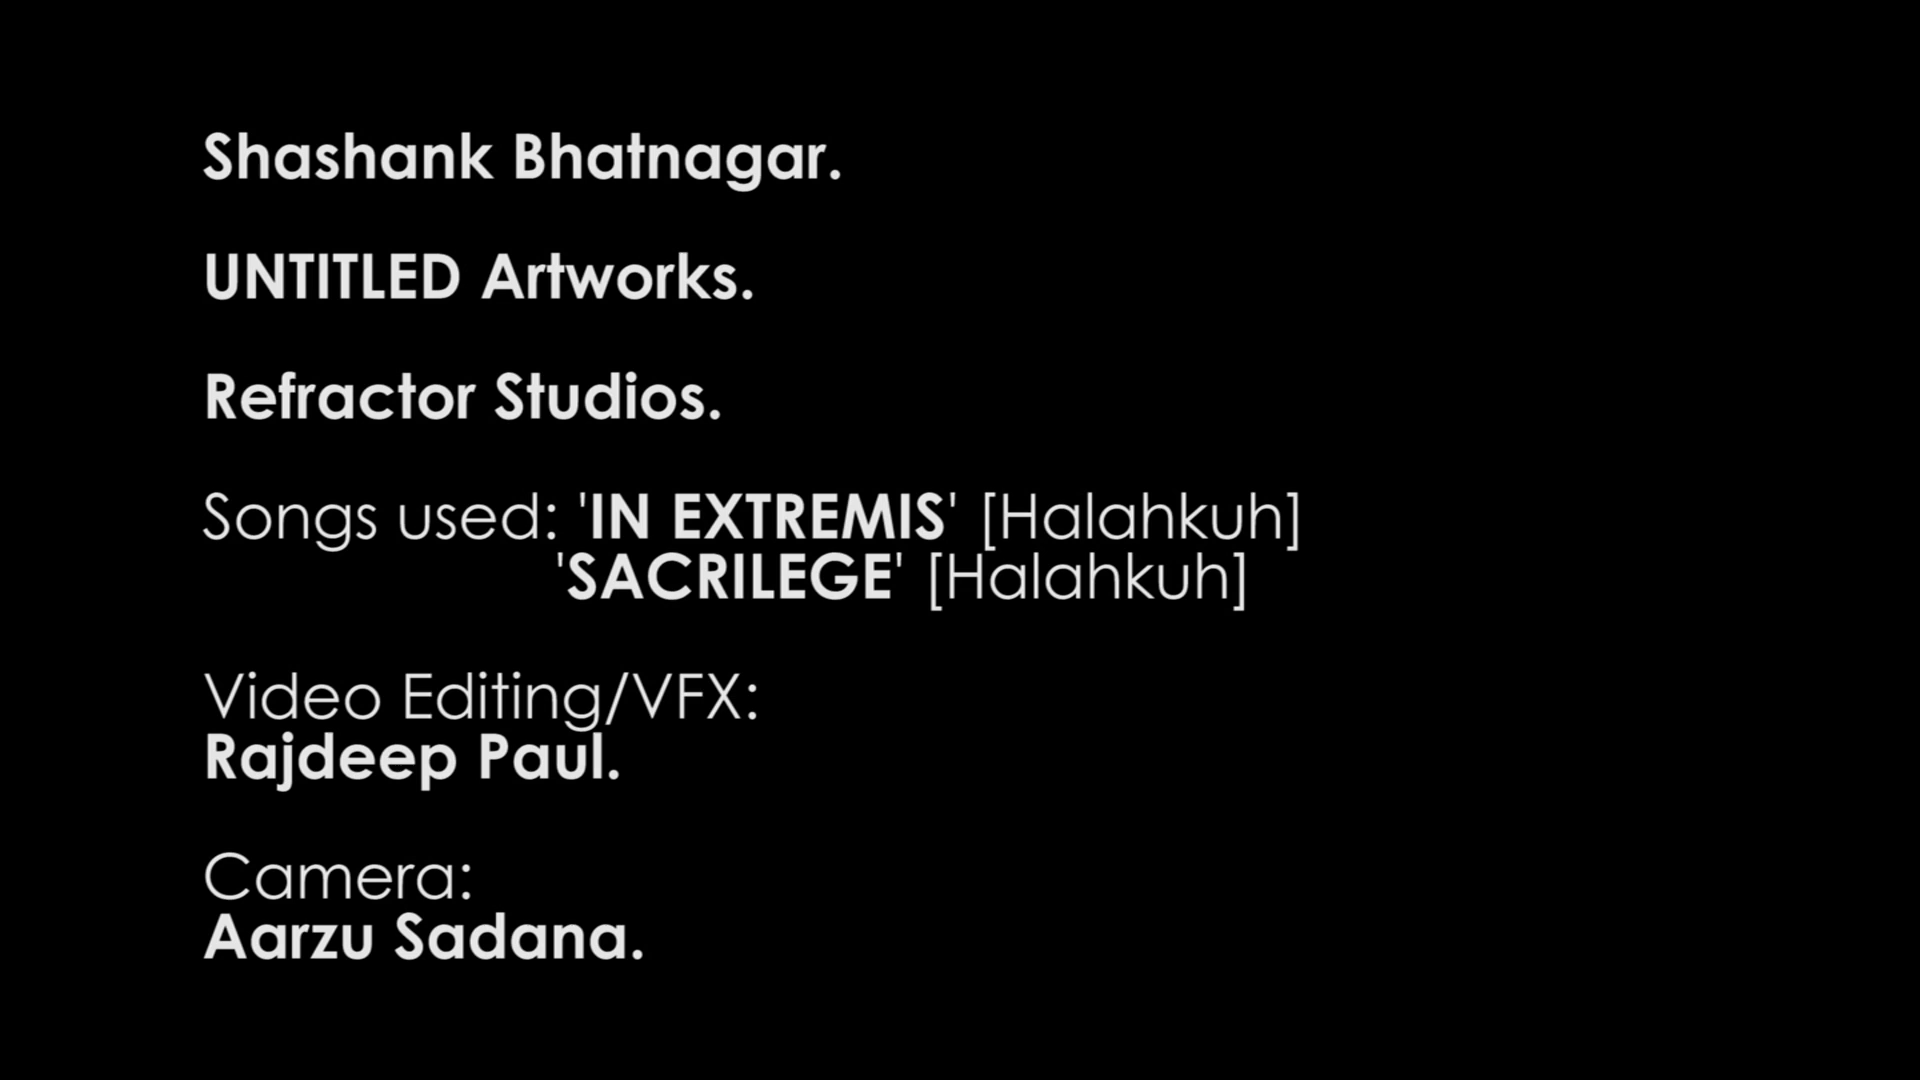 Shashank Bhatnagar.
UNTITLED Artworks.
Refractor Studios.
Songs used: 'IN EXTREMIS' [Halahkuh]
'SACRILEGE' [Halahkuh]
Video Editing/VFX:
Rajdeep Paul.
Camera:
Aarzu Sadana.